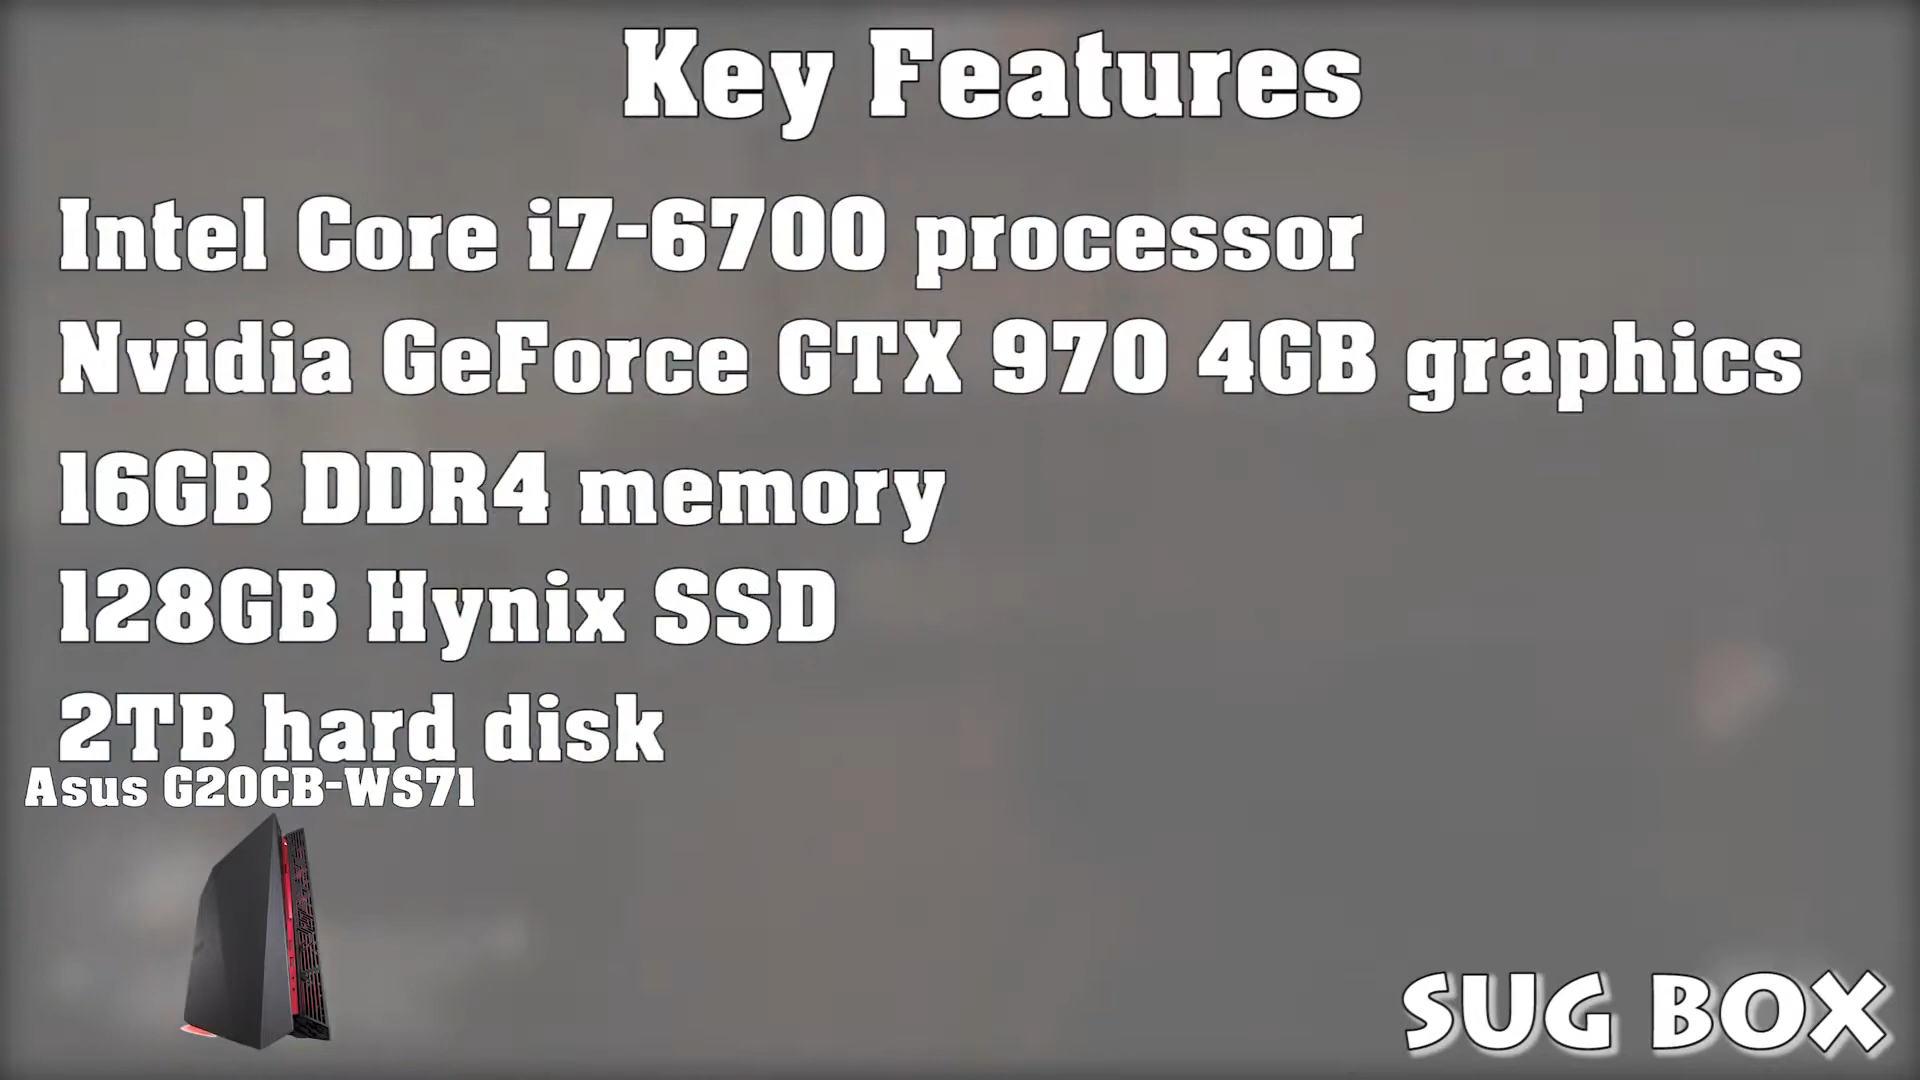 Key Features
Intel Core i7-6700 processor
Nvidia GeForce GTX 970 4GB graphics
16GB DDR4 memory
128GB Hynix SSD
2TB hard disk
Asus G20CB-WS71
SUG BOX